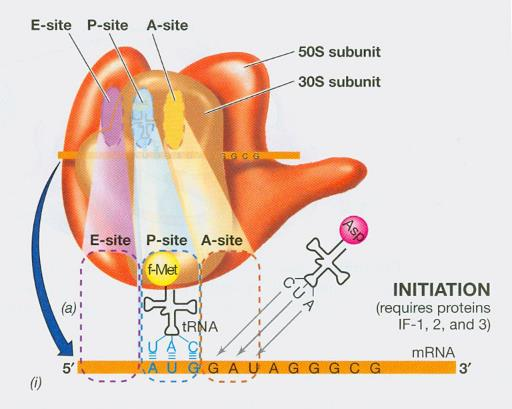 E-site P-site A-site
50S subunit
30S subunit
G G C G
E-site P-site A-site
f-Met
Asp
CUA
INITIATION
(requires proteins
IF-1, 2, and 3)
(a)
tRNA
mRNA
U A C
5′ A U G G A U A G G G C G 3′
(i)